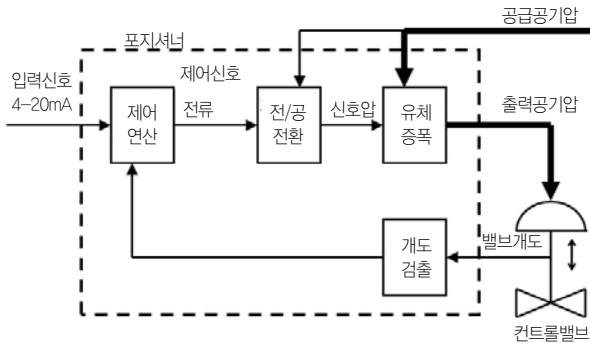 공급공기압
포지셔너
입력신호
4-20mA
제어신호
제어
연산
전류
전/공
전환
신호압
유체
증폭
출력공기압
개도
검출
밸브개도
컨트롤밸브